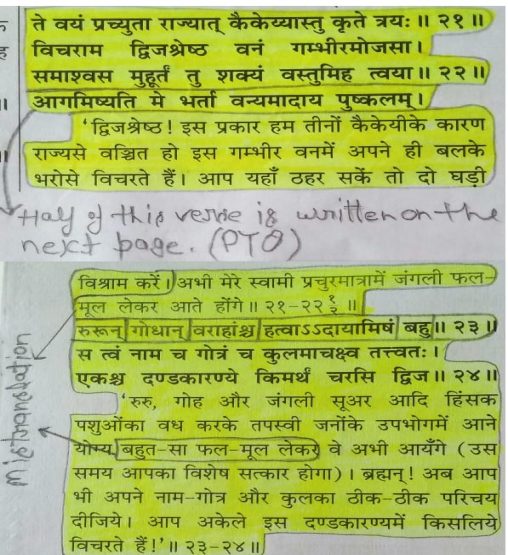 ते वयं प्रच्युता राज्यात् कैकेय्यास्तु कृते त्रयः॥ २१॥
विचराम द्विजश्रेष्ठ वनं गम्भीरमोजसा।
समाश्वस मुहूर्तं तु शक्यं वस्तुमिह त्वया॥ २२॥
आगमिष्यति मे भर्ता वन्यमादाय पुष्कलम्।
‘द्विजश्रेष्ठ! इस प्रकार हम तीनों कैकेयीके कारण
राज्यसे वञ्चित हो इस गम्भीर वनमें अपने ही बलके
भरोसे विचरते हैं। आप यहाँ ठहर सकें तो दो घड़ी
Half of this verse is written on the
next page. (PTO)
विश्राम करें। अभी मेरे स्वामी प्रचुरमात्रामें जंगली फल-
मूल लेकर आते होंगे॥ २१-२२ १/२ ॥
रुरून् गोधान् वराहांश्च हत्वाऽऽदायामिषं बहु॥ २३॥
स त्वं नाम च गोत्रं च कुलमाचक्ष्व तत्त्वतः।
एकश्च दण्डकारण्ये किमर्थं चरसि द्विज॥ २४॥
‘रुरु, गोह और जंगली सूअर आदि हिंसक
पशुओंका वध करके तपस्वी जनोंके उपभोगमें आने
योग्य बहुत-सा फल-मूल लेकर वे अभी आयँगे (उस
समय आपका विशेष सत्कार होगा)। ब्रह्मन्! अब आप
भी अपने नाम-गोत्र और कुलका ठीक-ठीक परिचय
दीजिये। आप अकेले इस दण्डकारण्यमें किसलिये
विचरते हैं!’॥ २३-२४॥
Mistranslation